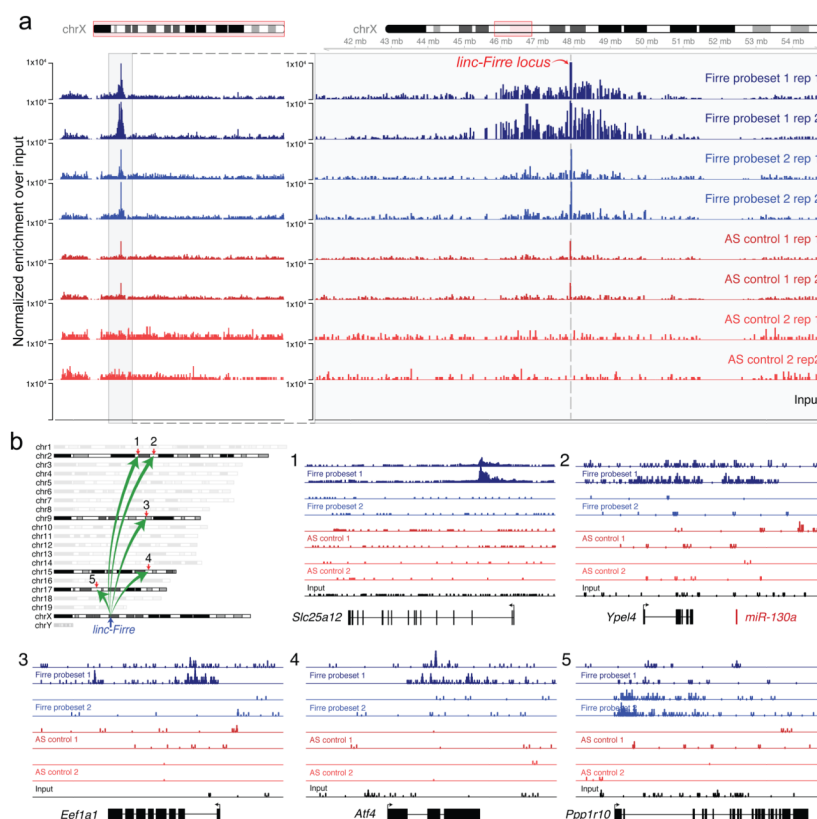 a
chrX
chrX
42 mb 43 mb 44 mb 45 mb 46 mb 47 mb 48 mb 49 mb 50 mb 51 mb 52 mb 53 mb 54 mb
linc-Firre locus
Normalized enrichment over input
1x10⁴ 1x10⁴ Firre probeset 1 rep 1
1x10⁴ 1x10⁴ Firre probeset 1 rep 2
1x10⁴ 1x10⁴ Firre probeset 2 rep 1
1x10⁴ 1x10⁴ Firre probeset 2 rep 2
1x10⁴ 1x10⁴ AS control 1 rep 1
1x10⁴ 1x10⁴ AS control 1 rep 2
1x10⁴ 1x10⁴ AS control 2 rep 1
1x10⁴ 1x10⁴ AS control 2 rep2
1x10⁴ 1x10⁴ Input
b
1 2
3
4
5
chr1
chr2
chr3
chr4
chr5
chr6
chr7
chr8
chr9
chr10
chr11
chr12
chr13
chr14
chr15
chr16
chr17
chr18
chr19
chrX
chrY
linc-Firre
1
Firre probeset 1
Firre probeset 2
AS control 1
AS control 2
Input
Slc25a12
2
Firre probeset 1
Firre probeset 2
AS control 1
AS control 2
Input
Ypel4 miR-130a
3
Firre probeset 1
Firre probeset 2
AS control 1
AS control 2
Input
Eef1a1
4
Firre probeset 1
Firre probeset 2
AS control 1
AS control 2
Input
Atf4
5
Firre probeset 1
Firre probeset 2
AS control 1
AS control 2
Input
Ppp1r10